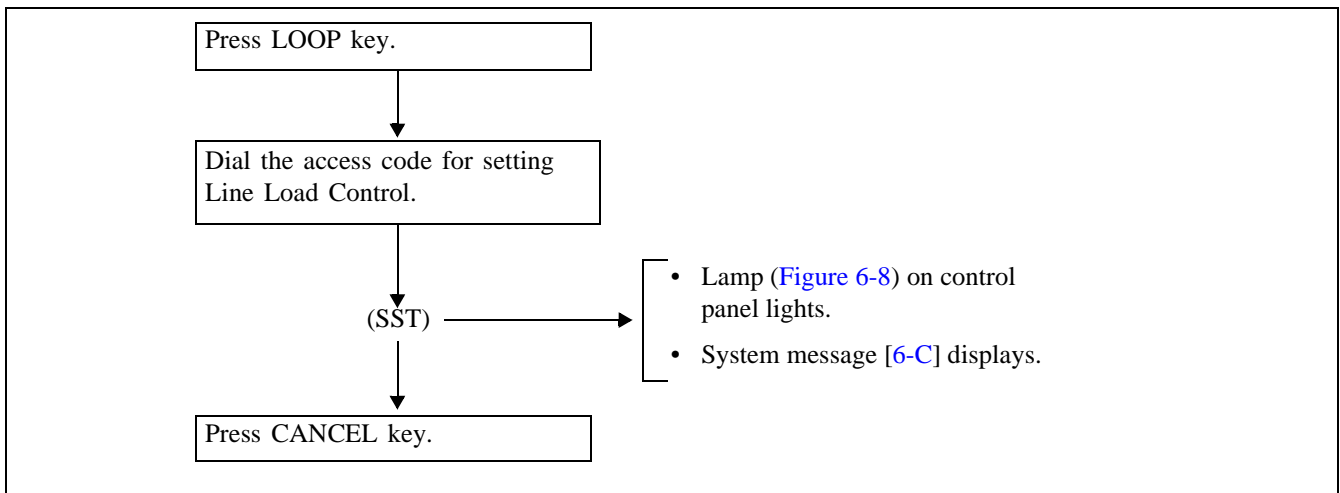 Press LOOP key.
Dial the access code for setting
Line Load Control.
(SST)
• Lamp (Figure 6-8) on control
panel lights.
• System message [6-C] displays.
Press CANCEL key.